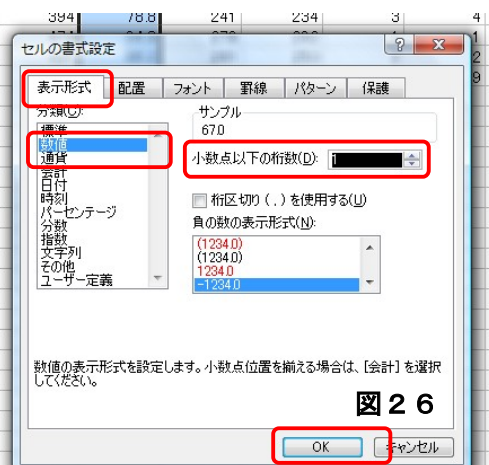 394 78.8 241 234 3 4
セルの書式設定
2
9
表示形式 配置 フォント 罫線 パターン 保護
分類(C):
標準
数値
通貨
会計
日付
時刻
パーセンテージ
分数
指数
文字列
その他
ユーザー定義
サンプル
67.0
小数点以下の桁数(D): 1
桁区切り(,)を使用する(U)
負の数の表示形式(N):
(1234.0)
(1234.0)
1234.0
-1234.0
数値の表示形式を設定します。小数点位置を揃える場合は、[会計] を選択
してください。
図26
OK キャンセル